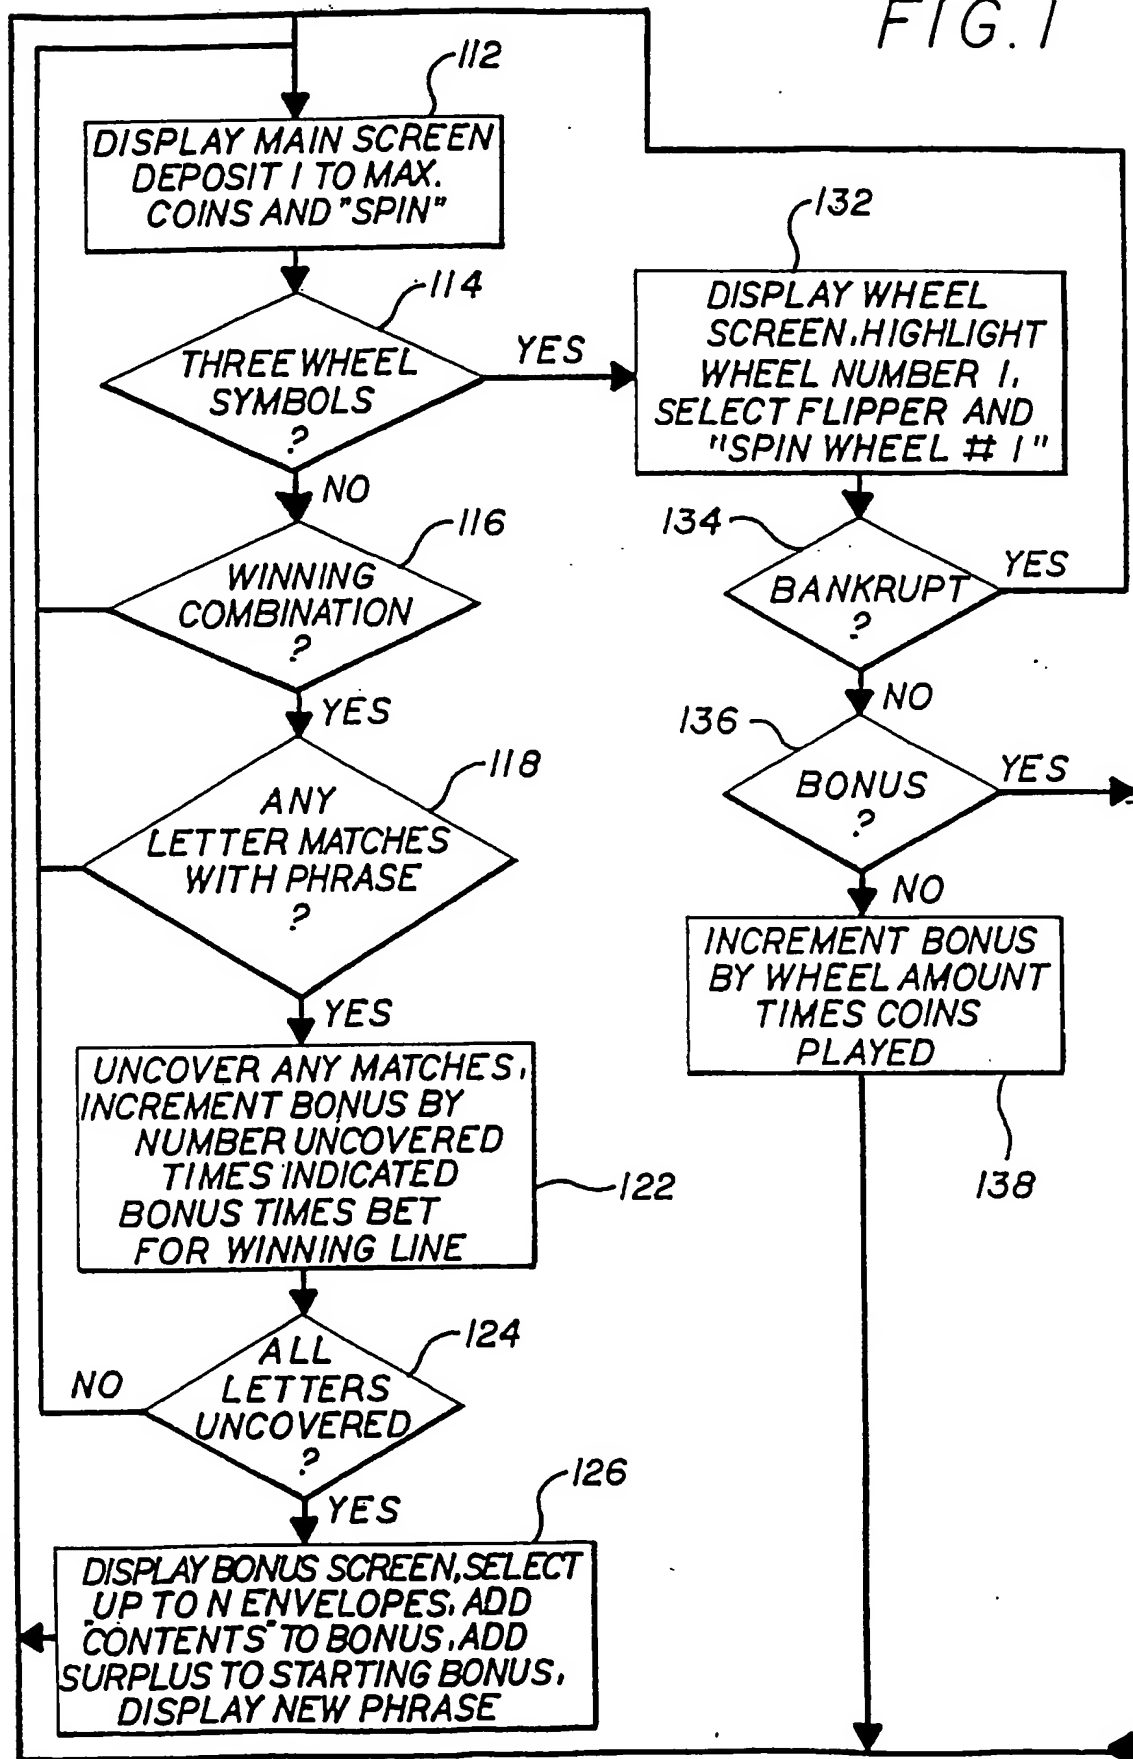 FIG. 1
112
DISPLAY MAIN SCREEN
DEPOSIT 1 TO MAX.
COINS AND "SPIN"
114
THREE WHEEL
SYMBOLS
?
YES
NO
116
WINNING
COMBINATION
?
YES
118
ANY
LETTER MATCHES
WITH PHRASE
?
YES
UNCOVER ANY MATCHES,
INCREMENT BONUS BY
NUMBER UNCOVERED
TIMES INDICATED
BONUS TIMES BET
FOR WINNING LINE
122
124
ALL
LETTERS
UNCOVERED
?
NO
YES
126
DISPLAY BONUS SCREEN, SELECT
UP TO N ENVELOPES, ADD
"CONTENTS" TO BONUS, ADD
SURPLUS TO STARTING BONUS,
DISPLAY NEW PHRASE
132
DISPLAY WHEEL
SCREEN, HIGHLIGHT
WHEEL NUMBER 1,
SELECT FLIPPER AND
"SPIN WHEEL # 1"
134
BANKRUPT
?
YES
NO
136
BONUS
?
YES
NO
INCREMENT BONUS
BY WHEEL AMOUNT
TIMES COINS
PLAYED
138